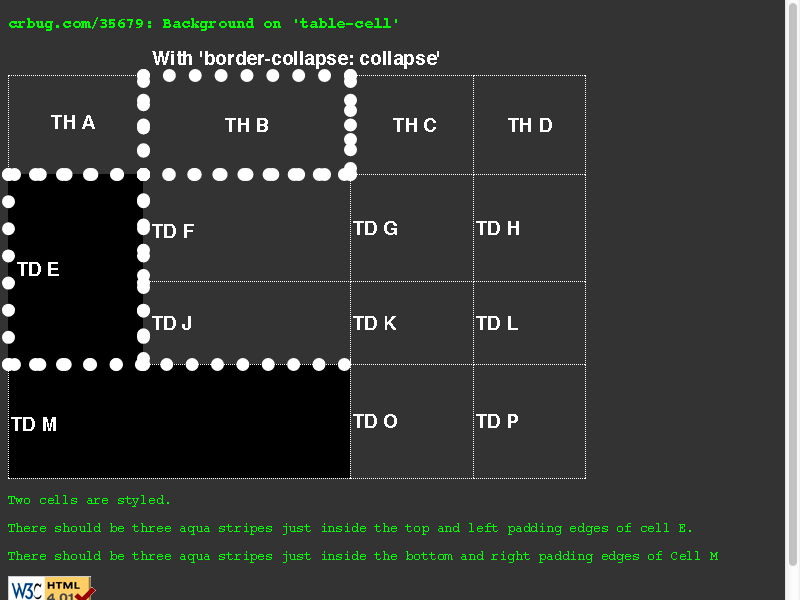 crbug.com/35679: Background on 'table-cell'
With 'border-collapse: collapse'
TH A
TH B
TH C
TH D
TD E
TD F
TD G
TD H
TD J
TD K
TD L
TD M
TD O
TD P
Two cells are styled.
There should be three aqua stripes just inside the top and left padding edges of cell E.
There should be three aqua stripes just inside the bottom and right padding edges of Cell M
W3C HTML
4.01